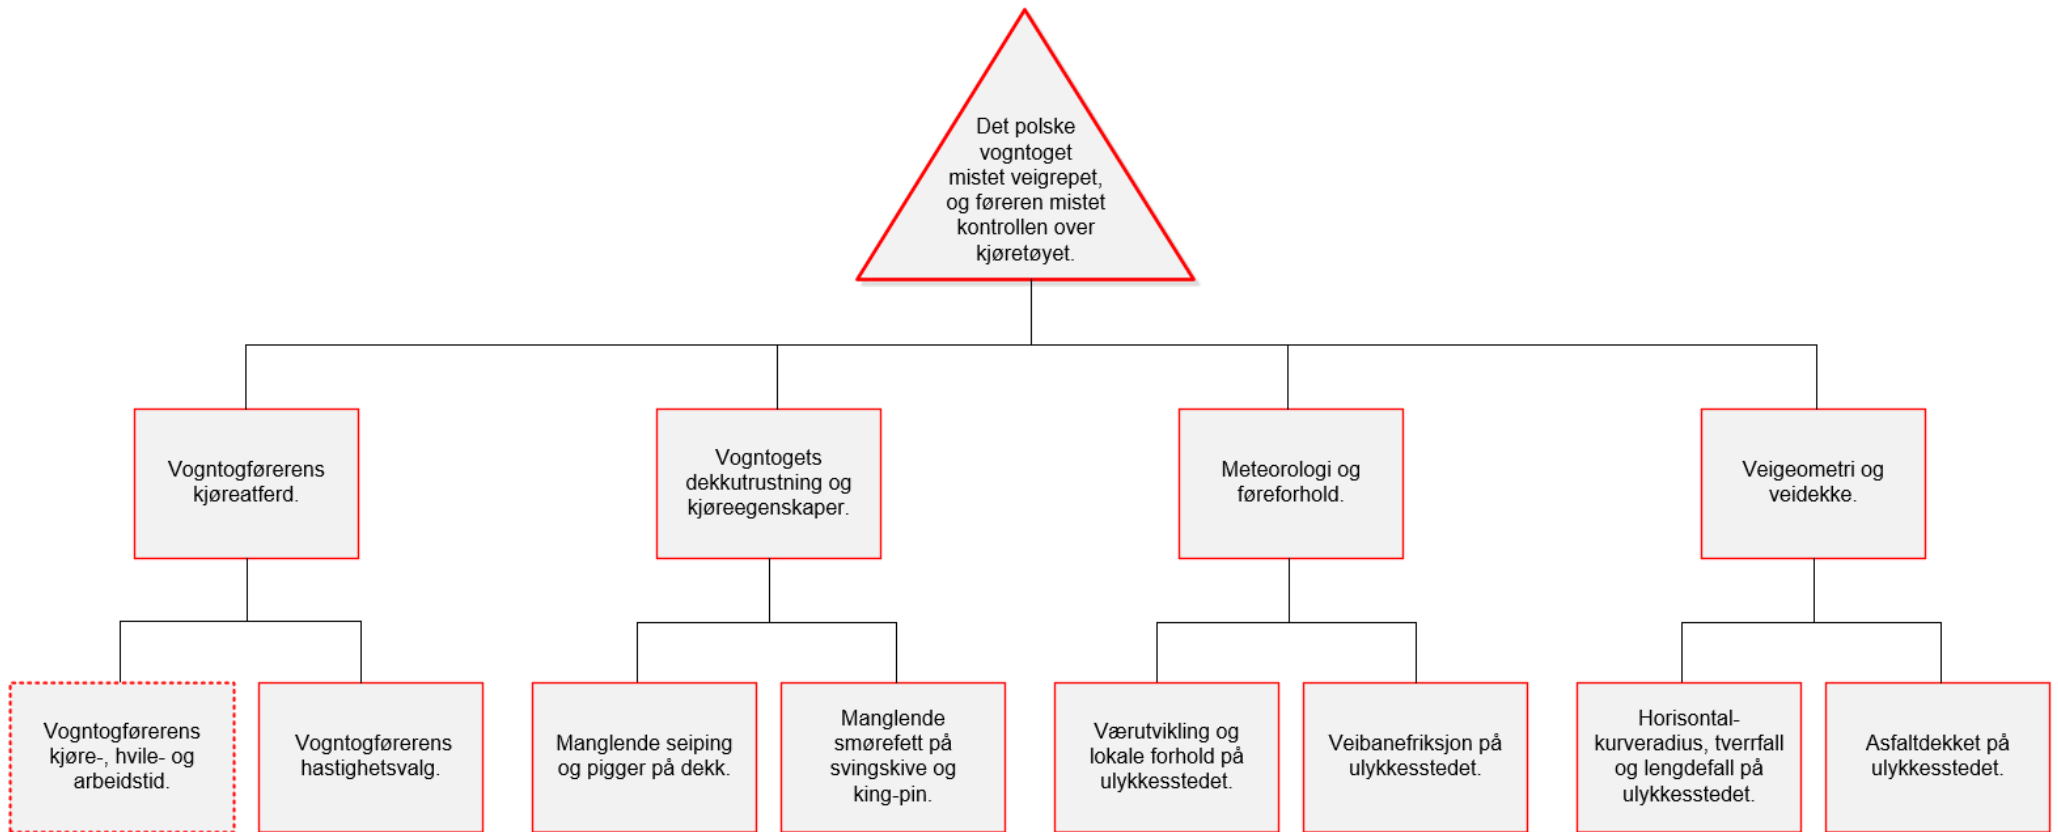 Det polske
vogntoget
mistet veigrepet,
og føreren mistet
kontrollen over
kjøretøyet.
Vogntogførerens
kjøreatferd.
Vogntogets
dekkutrustning og
kjøreegenskaper.
Meteorologi og
føreforhold.
Veigeometri og
veidekke.
Vogntogførerens
kjøre-, hvile- og
arbeidstid.
Vogntogførerens
hastighetsvalg.
Manglende seiping
og pigger på dekk.
Manglende
smørefett på
svingskive og
king-pin.
Værutvikling og
lokale forhold på
ulykkesstedet.
Veibanefriksjon på
ulykkesstedet.
Horisontal-
kurveradius, tverrfall
og lengdefall på
ulykkesstedet.
Asfaltdekket på
ulykkesstedet.